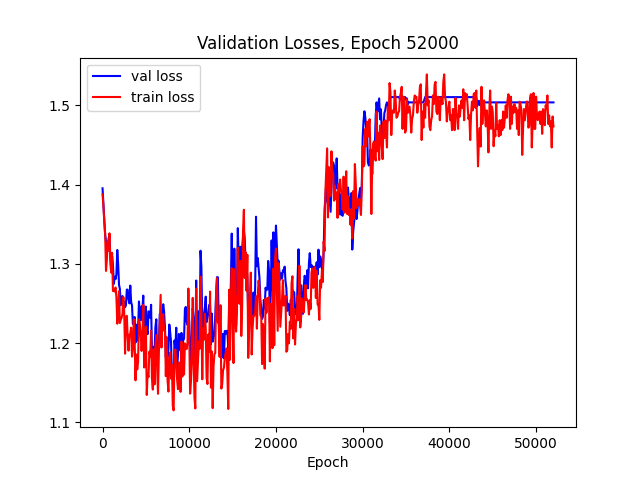 Validation Losses, Epoch 52000
val loss
train loss
1.5
1.4
1.3
1.2
1.1
0 10000 20000 30000 40000 50000
Epoch